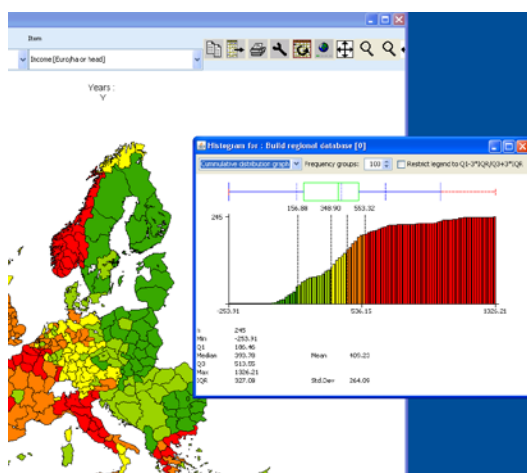 Item
Income[Euro/ha or head]
Years :
Y
Histogram for : Build regional database [0]
Cummulative distribution graph Frequency groups: 100 Restrict legend to Q1-3*IQR/Q3+3*IQR
156.88 348.90 553.32
245
-253.91 536.15 1326.21
n 245
Min -253.91
Q1 186.46
Median 393.78 Mean 405.23
Q3 513.55
Max 1326.21
IQR 327.08 Std.Dev 264.09